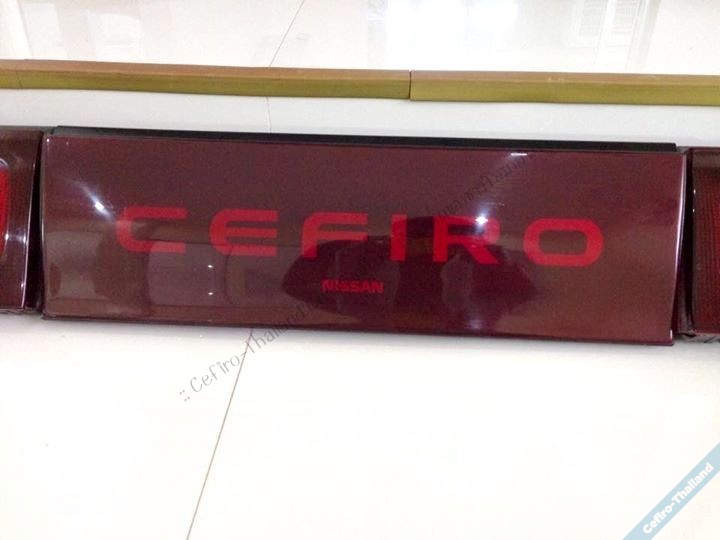 CEFIRO
NISSAN
:: Cefiro-Thailand
Cefiro-Thailand